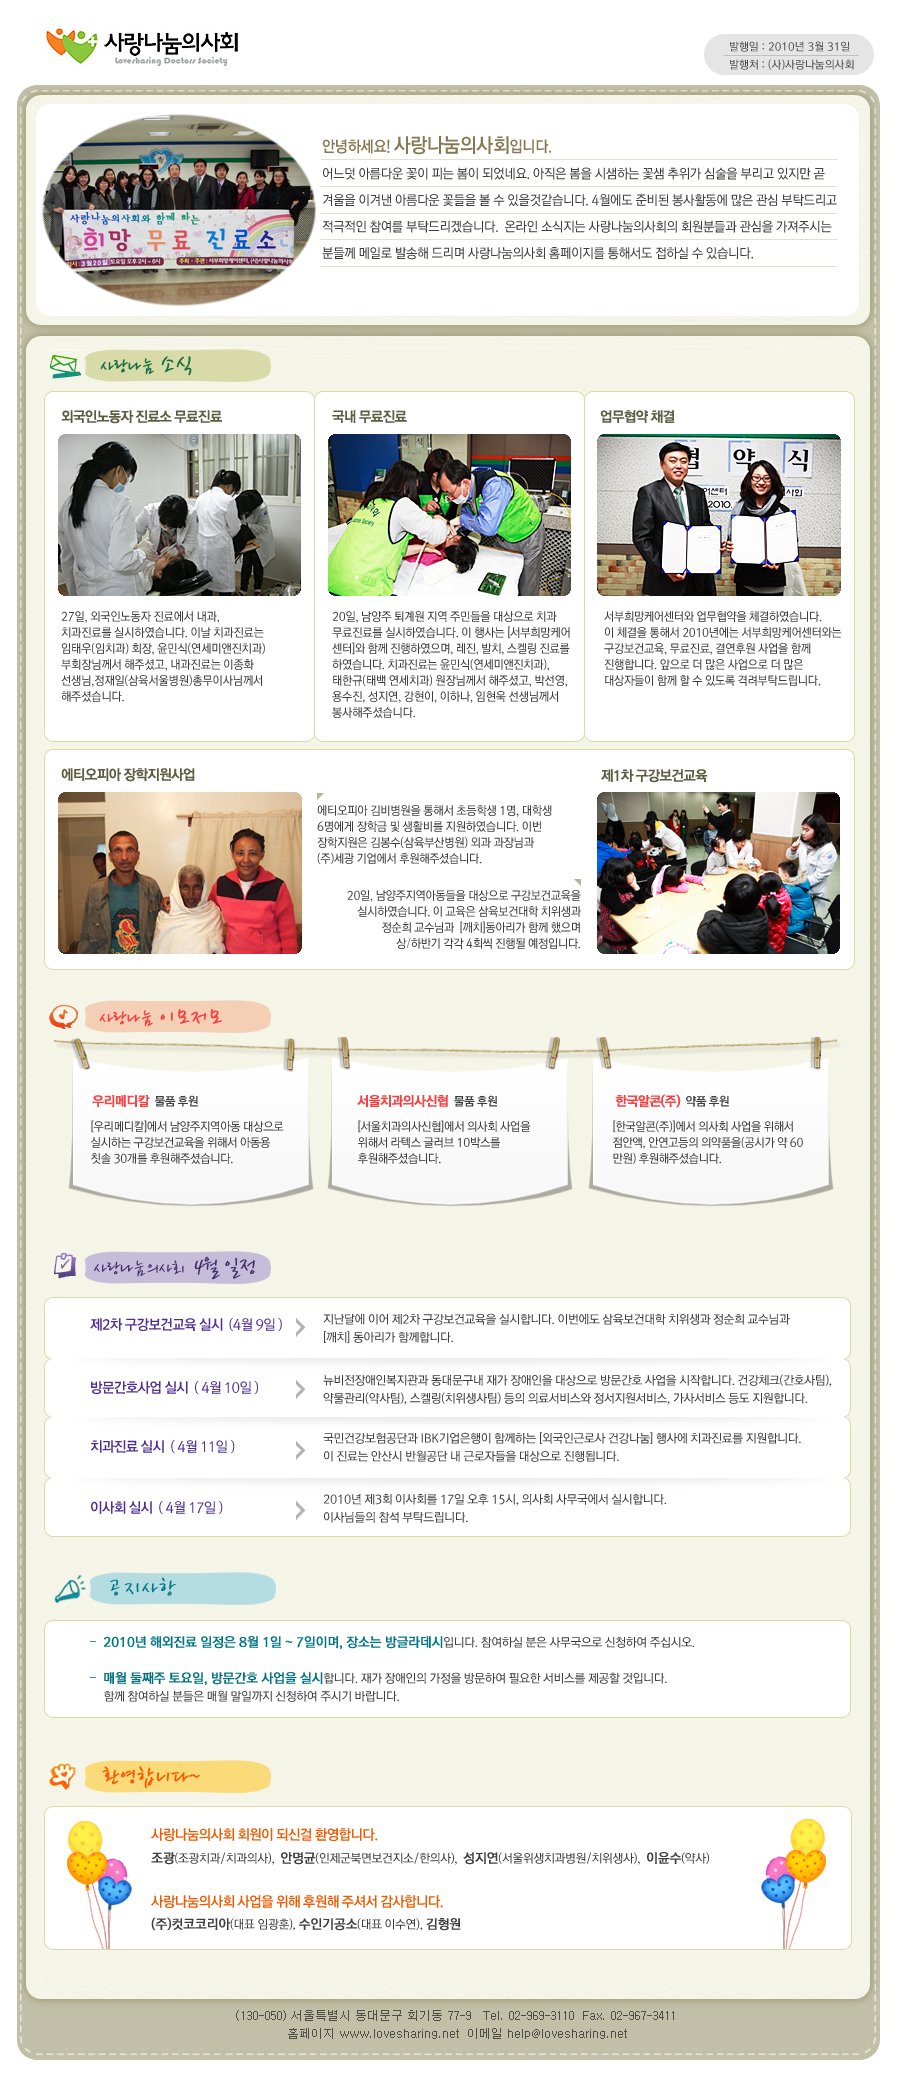 사랑나눔의사회
Lovesharing Doctors Society
발행일 : 2010년 3월 31일
발행처 : (사)사랑나눔의사회
사랑나눔의사회와 함께 하는
희망 무료 진료소
일시 : 3월20일 토요일 오후 2시~6시
안녕하세요! 사랑나눔의사회입니다.
어느덧 아름다운 꽃이 피는 봄이 되었네요. 아직은 봄을 시샘하는 꽃샘 추위가 심술을 부리고 있지만 곧
겨울을 이겨낸 아름다운 꽃들을 볼 수 있을것같습니다. 4월에도 준비된 봉사활동에 많은 관심 부탁드리고
적극적인 참여를 부탁드리겠습니다. 온라인 소식지는 사랑나눔의사회의 회원분들과 관심을 가져주시는
분들께 메일로 발송해 드리며 사랑나눔의사회 홈페이지를 통해서도 접하실 수 있습니다.
사랑나눔 소식
외국인노동자 진료소 무료진료
27일, 외국인노동자 진료에서 내과,
치과진료를 실시하였습니다. 이날 치과진료는
임태우(임치과) 회장, 윤민식(연세미앤진치과)
부회장님께서 해주셨고, 내과진료는 이종화
선생님,정재일(삼육서울병원)총무이사님께서
해주셨습니다.
국내 무료진료
20일, 남양주 퇴계원 지역 주민들을 대상으로 치과
무료진료를 실시하였습니다. 이 행사는 [서부희망케어
센터]와 함께 진행하였으며, 레진, 발치, 스켈링 진료를
하였습니다. 치과진료는 윤민식(연세미앤진치과),
태한규(태백 연세치과) 원장님께서 해주셨고, 박선영,
용수진, 성지연, 강현이, 이하나, 임현욱 선생님께서
봉사해주셨습니다.
업무협약 채결
협 약 식
어센터
사회
2010.
서부희망케어센터와 업무협약을 체결하였습니다.
이 체결을 통해서 2010년에는 서부희망케어센터와는
구강보건교육, 무료진료, 결연후원 사업을 함께
진행합니다. 앞으로 더 많은 사업으로 더 많은
대상자들이 함께 할 수 있도록 격려부탁드립니다.
에티오피아 장학지원사업
에티오피아 김비병원을 통해서 초등학생 1명, 대학생
6명에게 장학금 및 생활비를 지원하였습니다. 이번
장학지원은 김봉수(삼육부산병원) 외과 과장님과
(주)세광 기업에서 후원해주셨습니다.
제1차 구강보건교육
20일, 남양주지역아동들을 대상으로 구강보건교육을
실시하였습니다. 이 교육은 삼육보건대학 치위생과
정순희 교수님과 [깨치]동아리가 함께 했으며
상/하반기 각각 4회씩 진행될 예정입니다.
사랑나눔 이모저모
우리메디칼 물품 후원
[우리메디칼]에서 남양주지역아동 대상으로
실시하는 구강보건교육을 위해서 아동용
칫솔 30개를 후원해주셨습니다.
서울치과의사신협 물품 후원
[서울치과의사신협]에서 의사회 사업을
위해서 라텍스 글러브 10박스를
후원해주셨습니다.
한국알콘(주) 약품 후원
[한국알콘(주)]에서 의사회 사업을 위해서
점안액, 안연고등의 의약품을(공시가 약 60
만원) 후원해주셨습니다.
사랑나눔의사회 4월 일정
제2차 구강보건교육 실시 (4월 9일 )
지난달에 이어 제2차 구강보건교육을 실시합니다. 이번에도 삼육보건대학 치위생과 정순희 교수님과
[깨치] 동아리가 함께합니다.
방문간호사업 실시 ( 4월 10일 )
뉴비전장애인복지관과 동대문구내 재가 장애인을 대상으로 방문간호 사업을 시작합니다. 건강체크(간호사팀),
약물관리(약사팀), 스켈링(치위생사팀) 등의 의료서비스와 정서지원서비스, 가사서비스 등도 지원합니다.
치과진료 실시 ( 4월 11일 )
국민건강보험공단과 IBK기업은행이 함께하는 [외국인근로사 건강나눔] 행사에 치과진료를 지원합니다.
이 진료는 안산시 반월공단 내 근로자들을 대상으로 진행됩니다.
이사회 실시 ( 4월 17일 )
2010년 제3회 이사회를 17일 오후 15시, 의사회 사무국에서 실시합니다.
이사님들의 참석 부탁드립니다.
공지사항
- 2010년 해외진료 일정은 8월 1일 ~ 7일이며, 장소는 방글라데시입니다. 참여하실 분은 사무국으로 신청하여 주십시오.
- 매월 둘째주 토요일, 방문간호 사업을 실시합니다. 재가 장애인의 가정을 방문하여 필요한 서비스를 제공할 것입니다.
함께 참여하실 분들은 매월 말일까지 신청하여 주시기 바랍니다.
환영합니다~
사랑나눔의사회 회원이 되신걸 환영합니다.
조광(조광치과/치과의사), 안명균(인제군북면보건지소/한의사), 성지연(서울위생치과병원/치위생사), 이윤수(약사)
사랑나눔의사회 사업을 위해 후원해 주셔서 감사합니다.
(주)컷코코리아(대표 임광훈), 수인기공소(대표 이수연), 김형원
(130-050) 서울특별시 동대문구 회기동 77-9 Tel. 02-969-3110 Fax. 02-967-3411
홈페이지 www.lovesharing.net 이메일 help@lovesharing.net